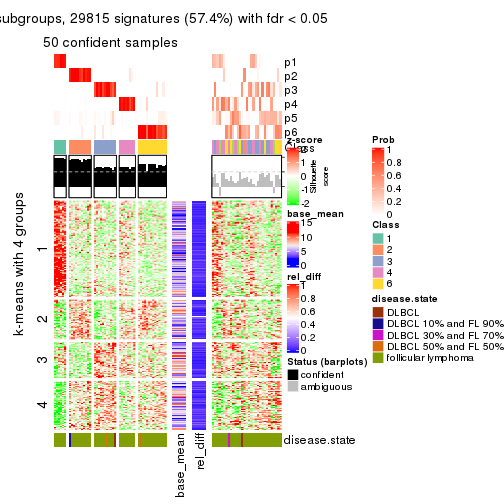 subgroups, 29815 signatures (57.4%) with fdr < 0.05
50 confident samples
p1
p2
p3
p4
p5
p6
Class
k-means with 4 groups
1
2
3
4
base_mean
rel_diff
disease.state
z-score
2
1
0
-1
-2
Silhouette
score
base_mean
15
10
5
0
rel_diff
1
0.8
0.6
0.4
0.2
0
Status (barplots)
confident
ambiguous
Prob
1
0.8
0.6
0.4
0.2
0
Class
1
2
3
4
6
disease.state
DLBCL
DLBCL 10% and FL 90%
DLBCL 30% and FL 70%
DLBCL 50% and FL 50%
follicular lymphoma